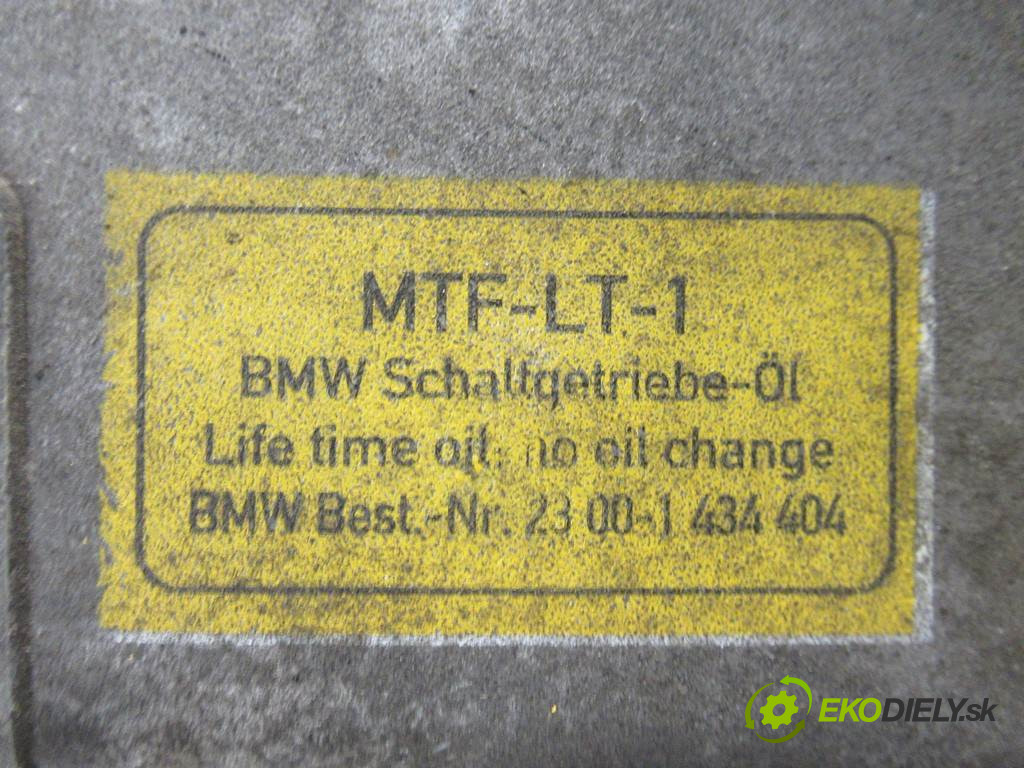 MTF-LT-1
BMW Schaltgetriebe-Öl
Life time oil: no oil change
BMW Best.-Nr. 23 00-1 434 404
EKODIELY.sk